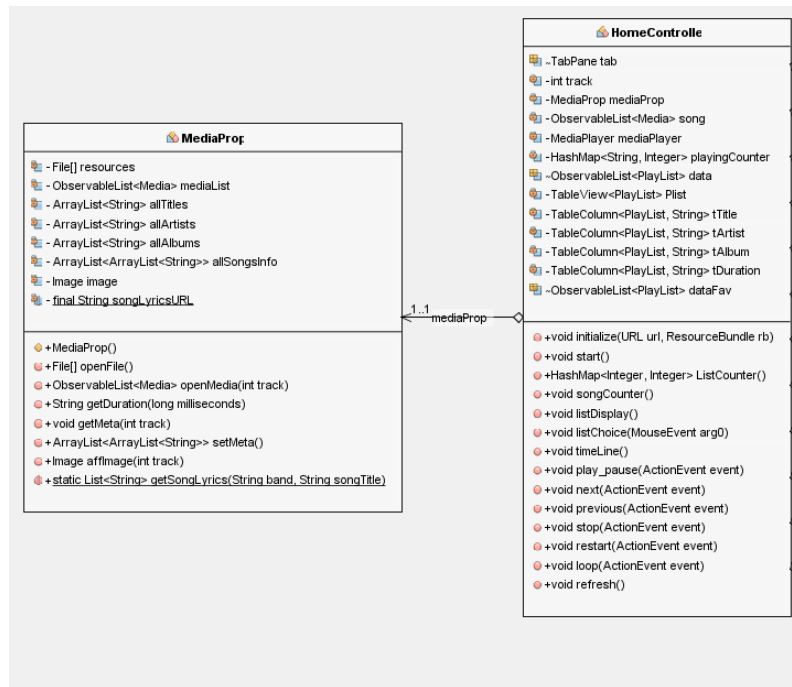 MediaProp
- File[] resources
- ObservableList<Media> mediaList
- ArrayList<String> allTitles
- ArrayList<String> allArtists
- ArrayList<String> allAlbums
- ArrayList<ArrayList<String>> allSongsInfo
- Image image
- final String songLyricsURL
+MediaProp()
+File[] openFile()
+ObservableList<Media> openMedia(int track)
+String getDuration(long milliseconds)
+void getMeta(int track)
+ArrayList<ArrayList<String>> setMeta()
+Image affImage(int track)
+static List<String> getSongLyrics(String band, String songTitle)
1..1
mediaProp
HomeControlle
~TabPane tab
-int track
-MediaProp mediaProp
-ObservableList<Media> song
-MediaPlayer mediaPlayer
-HashMap<String, Integer> playingCounter
~ObservableList<PlayList> data
-TableView<PlayList> Plist
-TableColumn<PlayList, String> tTitle
-TableColumn<PlayList, String> tArtist
-TableColumn<PlayList, String> tAlbum
-TableColumn<PlayList, String> tDuration
~ObservableList<PlayList> dataFav
+void initialize(URL url, ResourceBundle rb)
+void start()
+HashMap<Integer, Integer> ListCounter()
+void songCounter()
+void listDisplay()
+void listChoice(MouseEvent arg0)
+void timeLine()
+void play_pause(ActionEvent event)
+void next(ActionEvent event)
+void previous(ActionEvent event)
+void stop(ActionEvent event)
+void restart(ActionEvent event)
+void loop(ActionEvent event)
+void refresh()